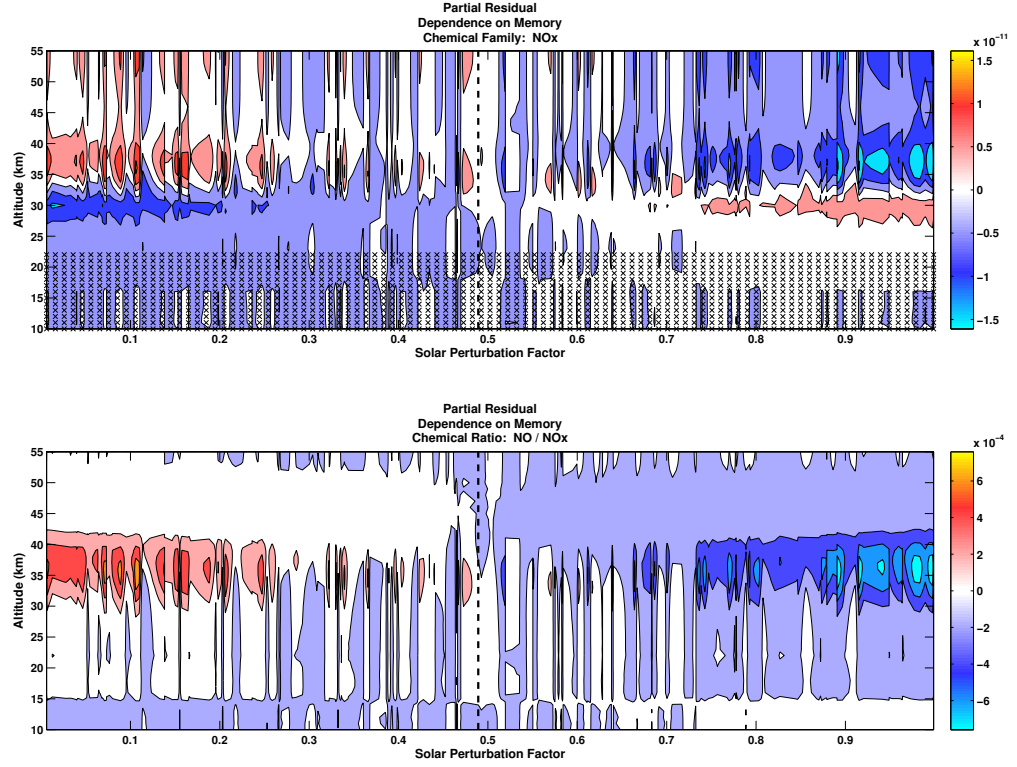 Partial Residual
Dependence on Memory
Chemical Family:  NOx
x 10⁻¹¹
55
50
45
40
35
30
25
20
15
10
Altitude (km)
0.1 0.2 0.3 0.4 0.5 0.6 0.7 0.8 0.9
Solar Perturbation Factor
1.5
1
0.5
0
−0.5
−1
−1.5
Partial Residual
Dependence on Memory
Chemical Ratio:  NO / NOx
x 10⁻⁴
55
50
45
40
35
30
25
20
15
10
Altitude (km)
0.1 0.2 0.3 0.4 0.5 0.6 0.7 0.8 0.9
Solar Perturbation Factor
6
4
2
0
−2
−4
−6